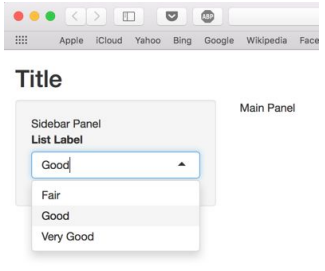 ABP
Apple iCloud Yahoo Bing Google Wikipedia Face
Title
Sidebar Panel
List Label
Good
Fair
Good
Very Good
Main Panel